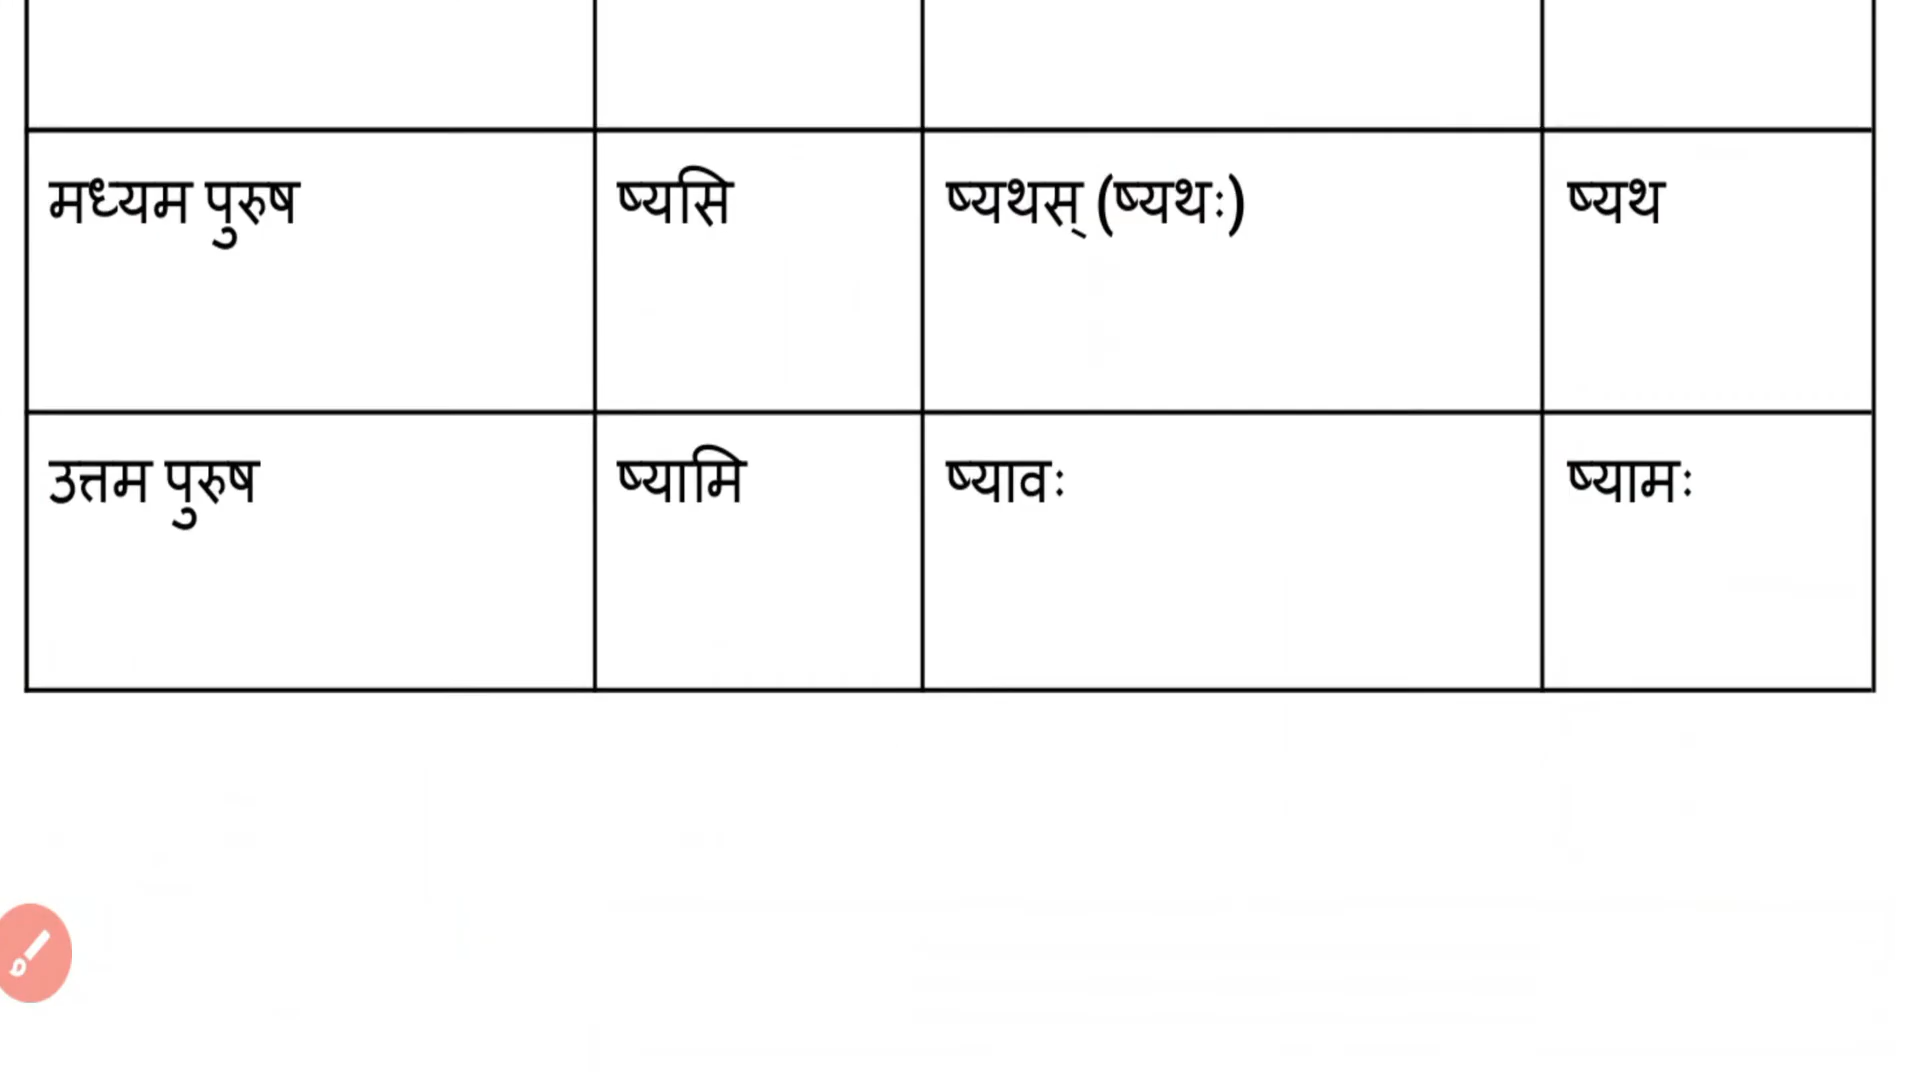 मध्यम पुरुष ष्यसि ष्यथस् (ष्यथः) ष्यथ
उत्तम पुरुष ष्यामि ष्यावः ष्यामः